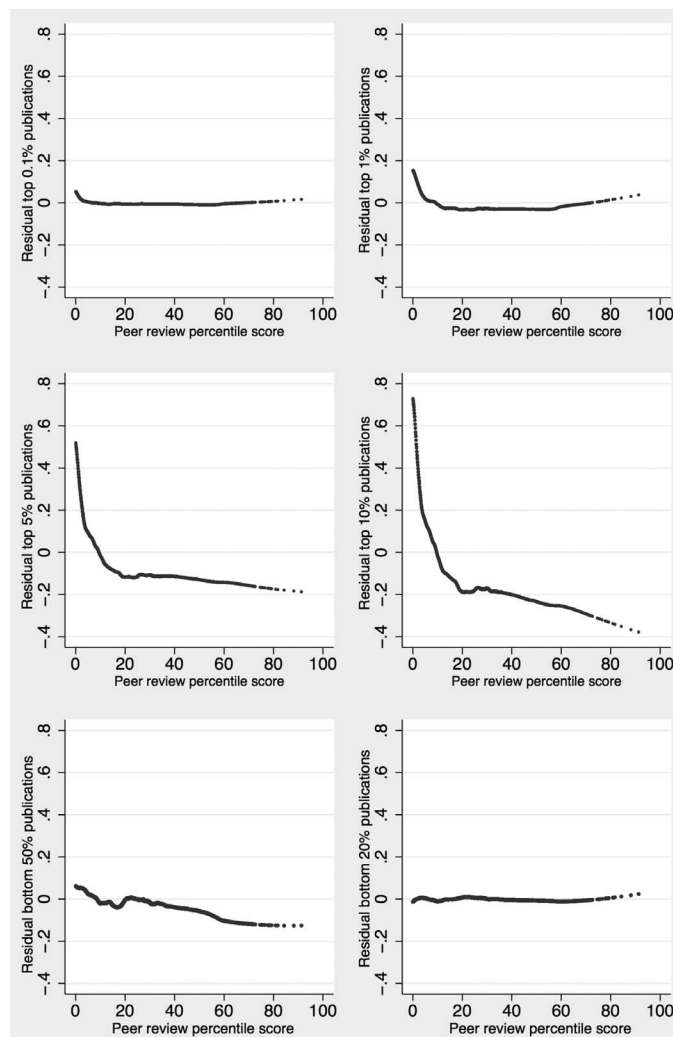 Residual top 0.1% publications
.8
.6
.4
.2
0
-.2
-.4
0 20 40 60 80 100
Peer review percentile score
Residual top 1% publications
.8
.6
.4
.2
0
-.2
-.4
0 20 40 60 80 100
Peer review percentile score
Residual top 5% publications
.8
.6
.4
.2
0
-.2
-.4
0 20 40 60 80 100
Peer review percentile score
Residual top 10% publications
.8
.6
.4
.2
0
-.2
-.4
0 20 40 60 80 100
Peer review percentile score
Residual bottom 50% publications
.8
.6
.4
.2
0
-.2
-.4
0 20 40 60 80 100
Peer review percentile score
Residual bottom 20% publications
.8
.6
.4
.2
0
-.2
-.4
0 20 40 60 80 100
Peer review percentile score